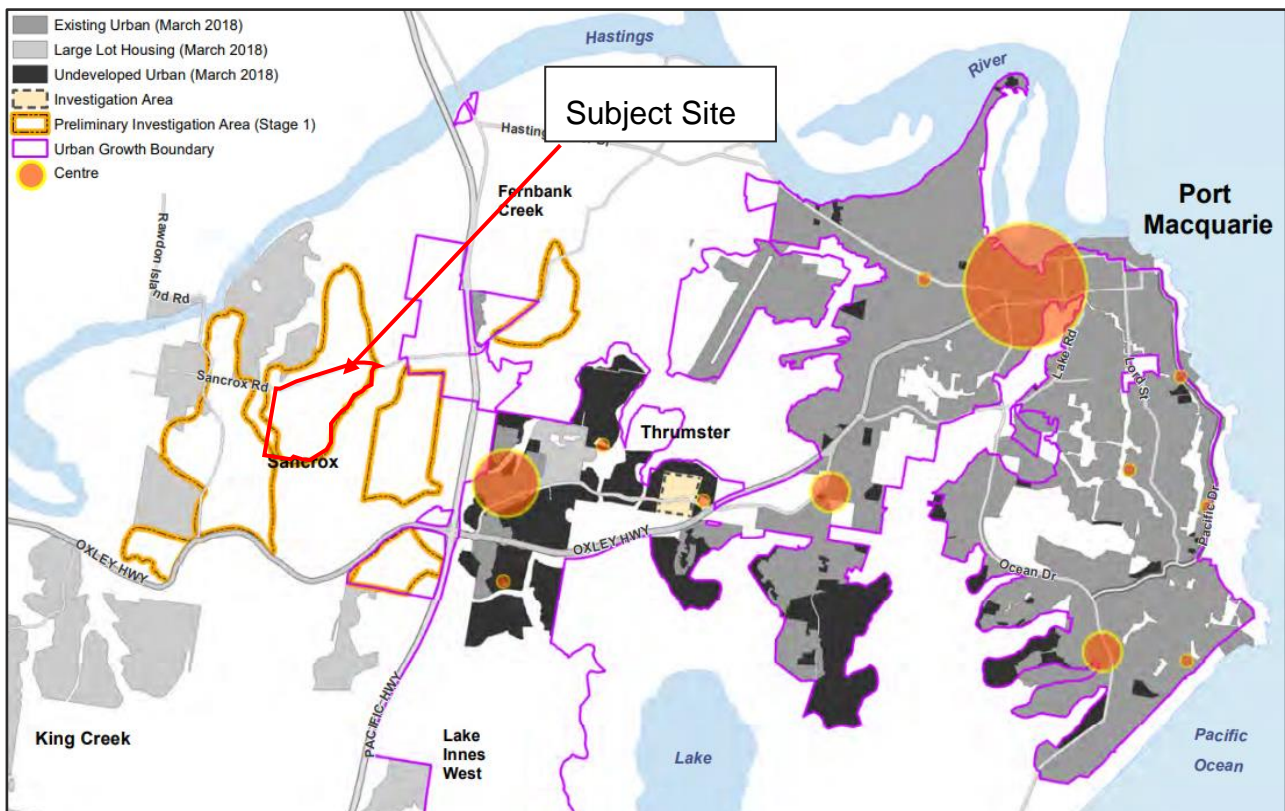 Existing Urban (March 2018)
Large Lot Housing (March 2018)
Undeveloped Urban (March 2018)
Investigation Area
Preliminary Investigation Area (Stage 1)
Urban Growth Boundary
Centre
Hastings
River
Subject Site
Fernbank
Creek
Port
Macquarie
Rawdon Island Rd
Sancrox Rd
Sancrox
Thrumster
Lake Rd
Lord St
Pacific Dr
OXLEY HWY
OXLEY HWY
Ocean Dr
PACIFIC HWY
King Creek
Lake
Innes
West
Lake
Pacific
Ocean